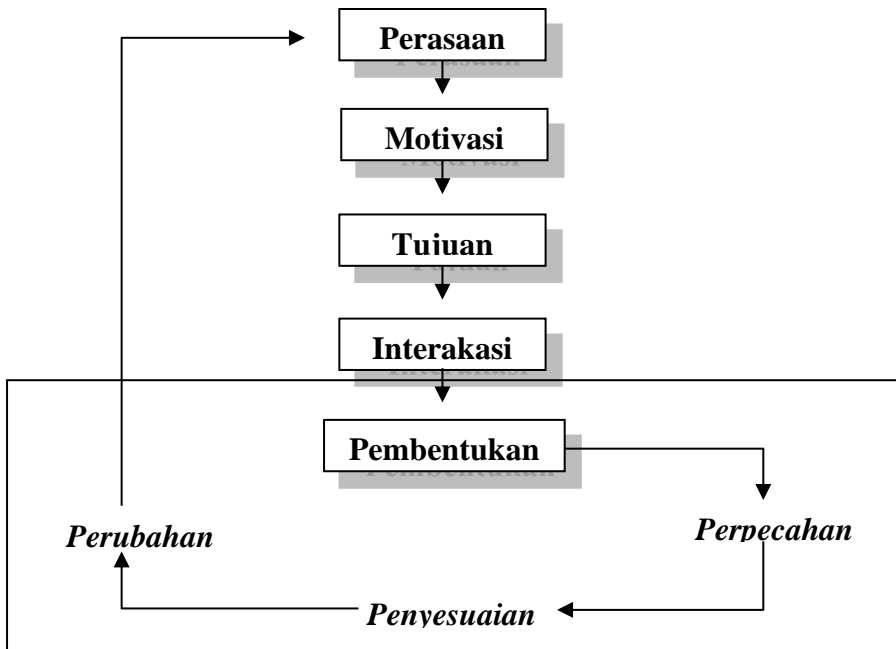 Perasaan
Motivasi
Tujuan
Interakasi
Pembentukan
Perubahan
Perpecahan
Penyesuaian